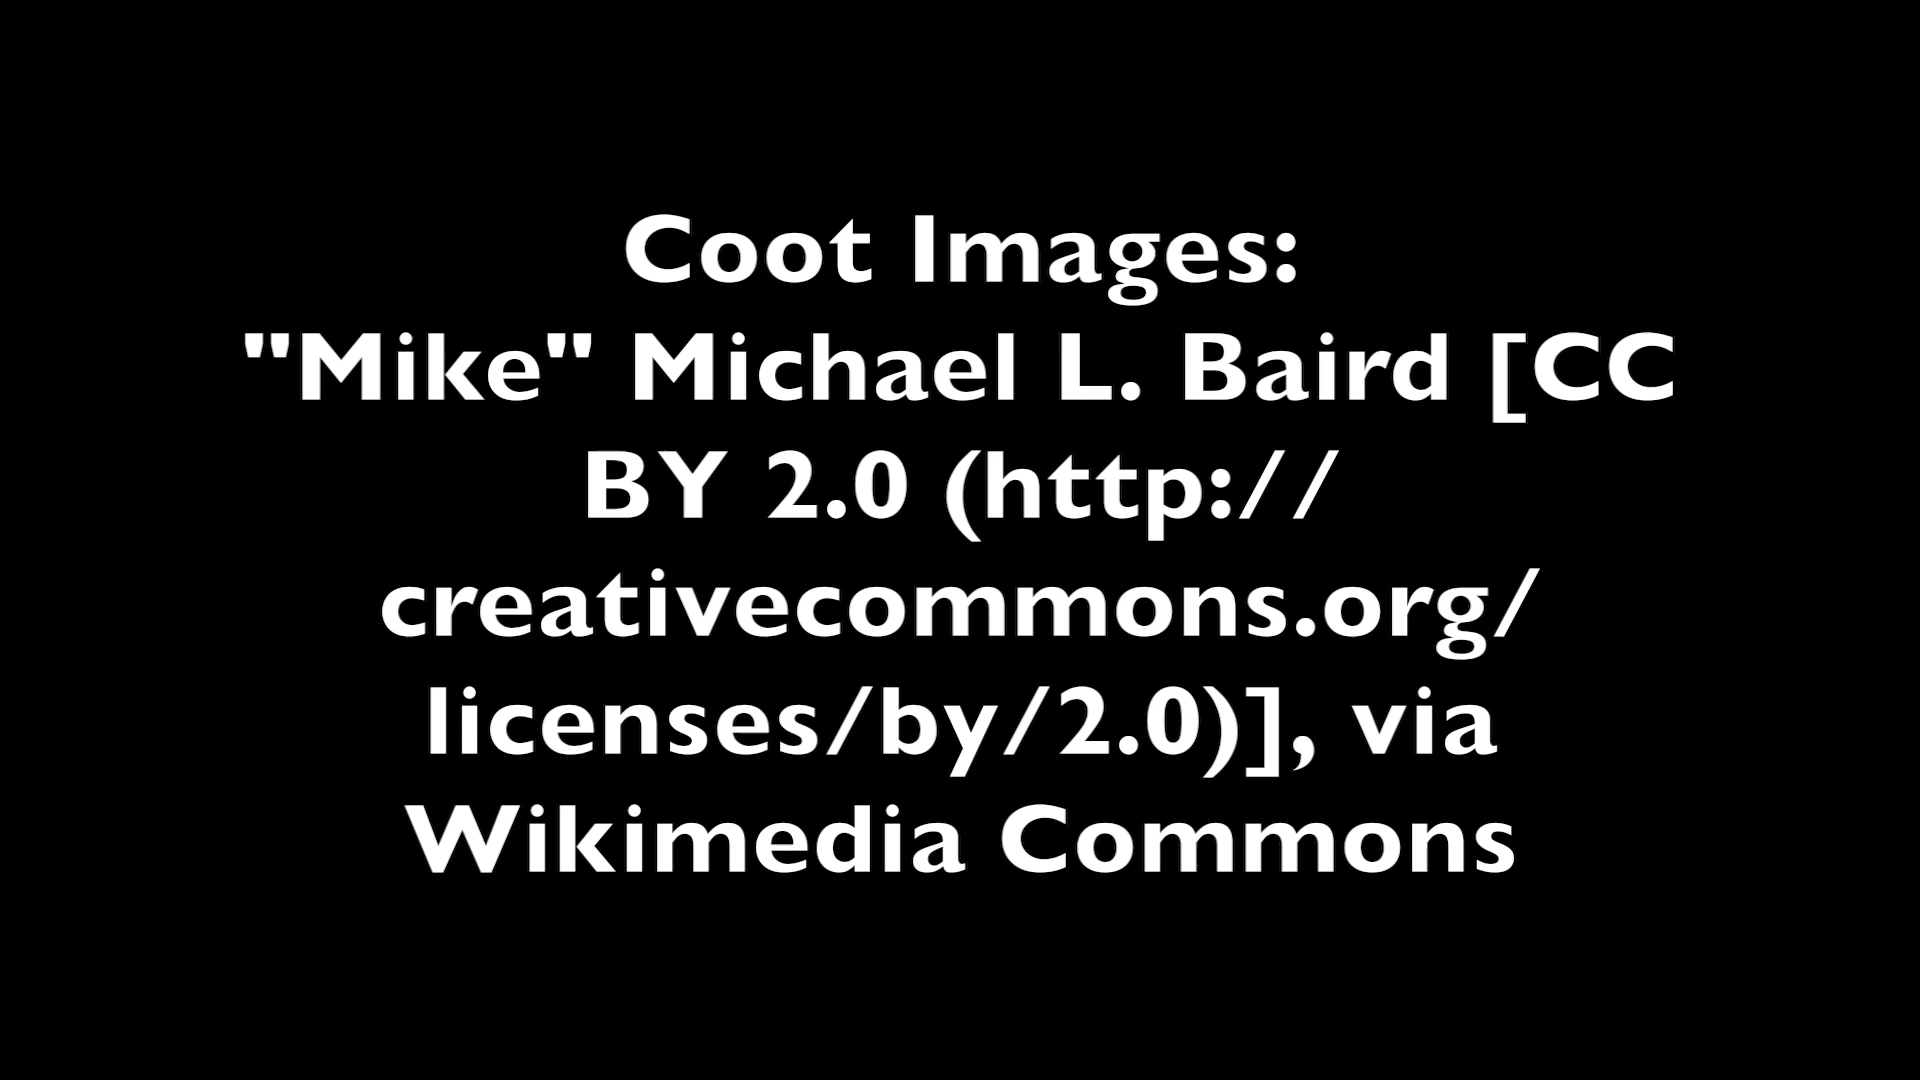 Coot Images:
"Mike" Michael L. Baird [CC
BY 2.0 (http://
creativecommons.org/
licenses/by/2.0)], via
Wikimedia Commons